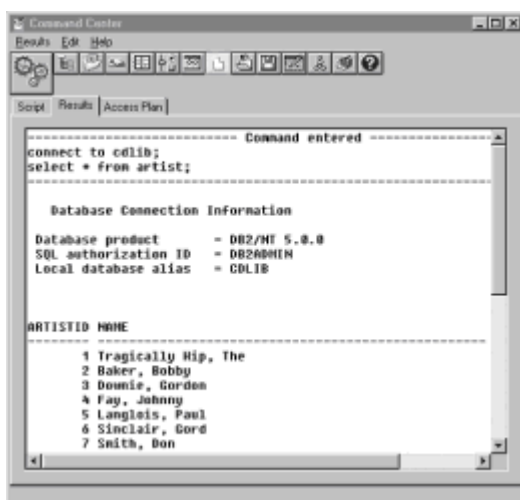 Command Center
Results Edit Help
Script Results Access Plan
---------------------------- Command entered ----------------
connect to cdlib;
select * from artist;
Database Connection Information
Database product = DB2/NT 5.0.0
SQL authorization ID = DB2ADMIN
Local database alias = CDLIB
ARTISTID NAME
1 Tragically Hip, The
2 Baker, Bobby
3 Downie, Gordon
4 Fay, Johnny
5 Langlois, Paul
6 Sinclair, Gord
7 Smith, Don